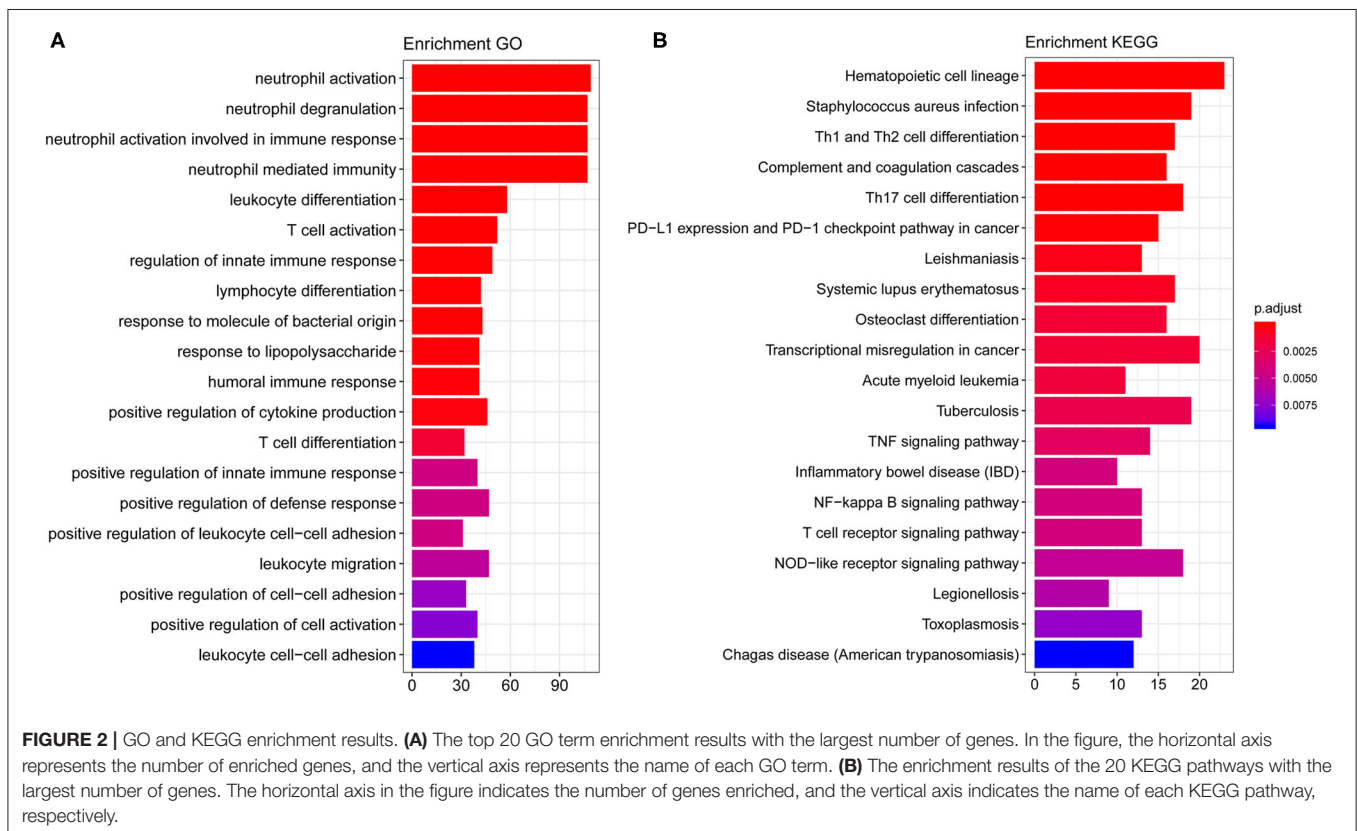 A
Enrichment GO
neutrophil activation
neutrophil degranulation
neutrophil activation involved in immune response
neutrophil mediated immunity
leukocyte differentiation
T cell activation
regulation of innate immune response
lymphocyte differentiation
response to molecule of bacterial origin
response to lipopolysaccharide
humoral immune response
positive regulation of cytokine production
T cell differentiation
positive regulation of innate immune response
positive regulation of defense response
positive regulation of leukocyte cell−cell adhesion
leukocyte migration
positive regulation of cell−cell adhesion
positive regulation of cell activation
leukocyte cell−cell adhesion
0 30 60 90
B
Enrichment KEGG
Hematopoietic cell lineage
Staphylococcus aureus infection
Th1 and Th2 cell differentiation
Complement and coagulation cascades
Th17 cell differentiation
PD−L1 expression and PD−1 checkpoint pathway in cancer
Leishmaniasis
Systemic lupus erythematosus
Osteoclast differentiation
Transcriptional misregulation in cancer
Acute myeloid leukemia
Tuberculosis
TNF signaling pathway
Inflammatory bowel disease (IBD)
NF−kappa B signaling pathway
T cell receptor signaling pathway
NOD−like receptor signaling pathway
Legionellosis
Toxoplasmosis
Chagas disease (American trypanosomiasis)
0 5 10 15 20
p.adjust
0.0025
0.0050
0.0075
FIGURE 2 | GO and KEGG enrichment results. (A) The top 20 GO term enrichment results with the largest number of genes. In the figure, the horizontal axis
represents the number of enriched genes, and the vertical axis represents the name of each GO term. (B) The enrichment results of the 20 KEGG pathways with the
largest number of genes. The horizontal axis in the figure indicates the number of genes enriched, and the vertical axis indicates the name of each KEGG pathway,
respectively.